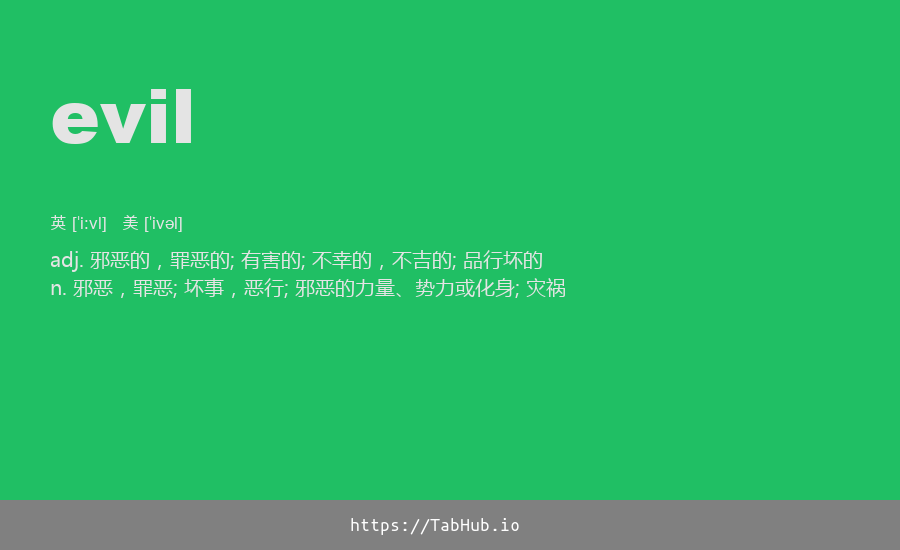 evil
英 ['i:vl] 美 ['ivəl]
adj. 邪恶的，罪恶的; 有害的; 不幸的，不吉的; 品行坏的
n. 邪恶，罪恶; 坏事，恶行; 邪恶的力量、势力或化身; 灾祸
https://TabHub.io